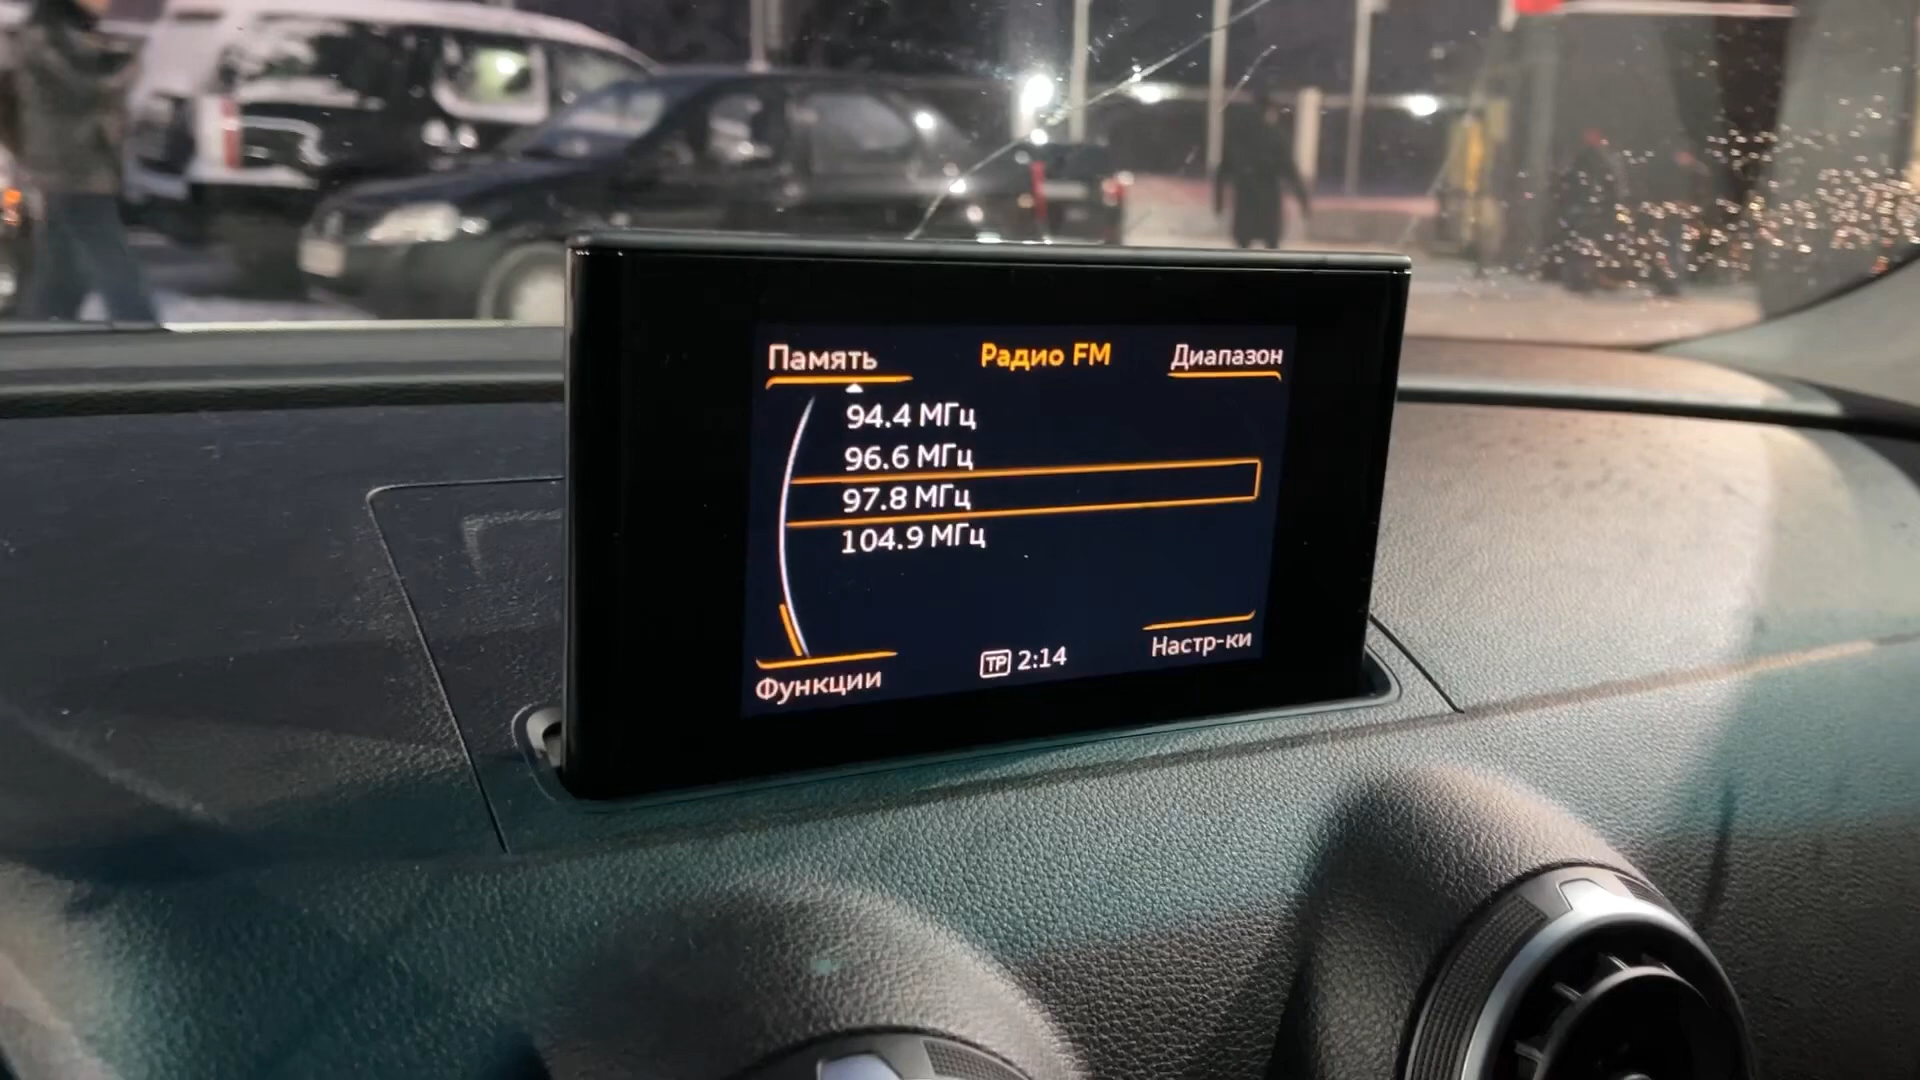 Память Радио FM Диапазон
94.4 МГц
96.6 МГц
97.8 МГц
104.9 МГц
Функции TP 2:14 Настр-ки